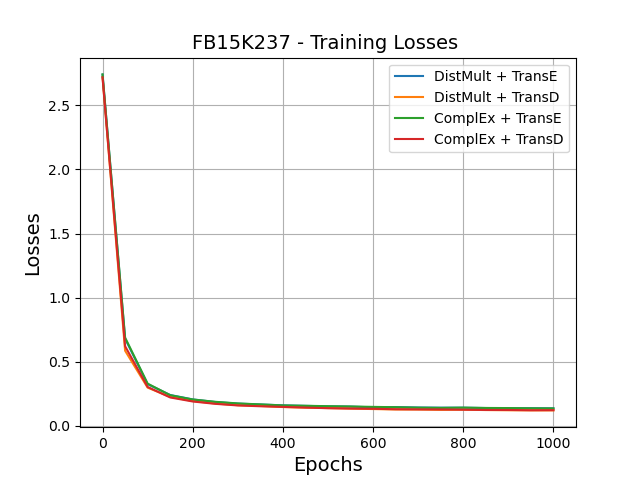 FB15K237 - Training Losses
DistMult + TransE
DistMult + TransD
ComplEx + TransE
ComplEx + TransD
Losses
2.5
2.0
1.5
1.0
0.5
0.0
0 200 400 600 800 1000
Epochs